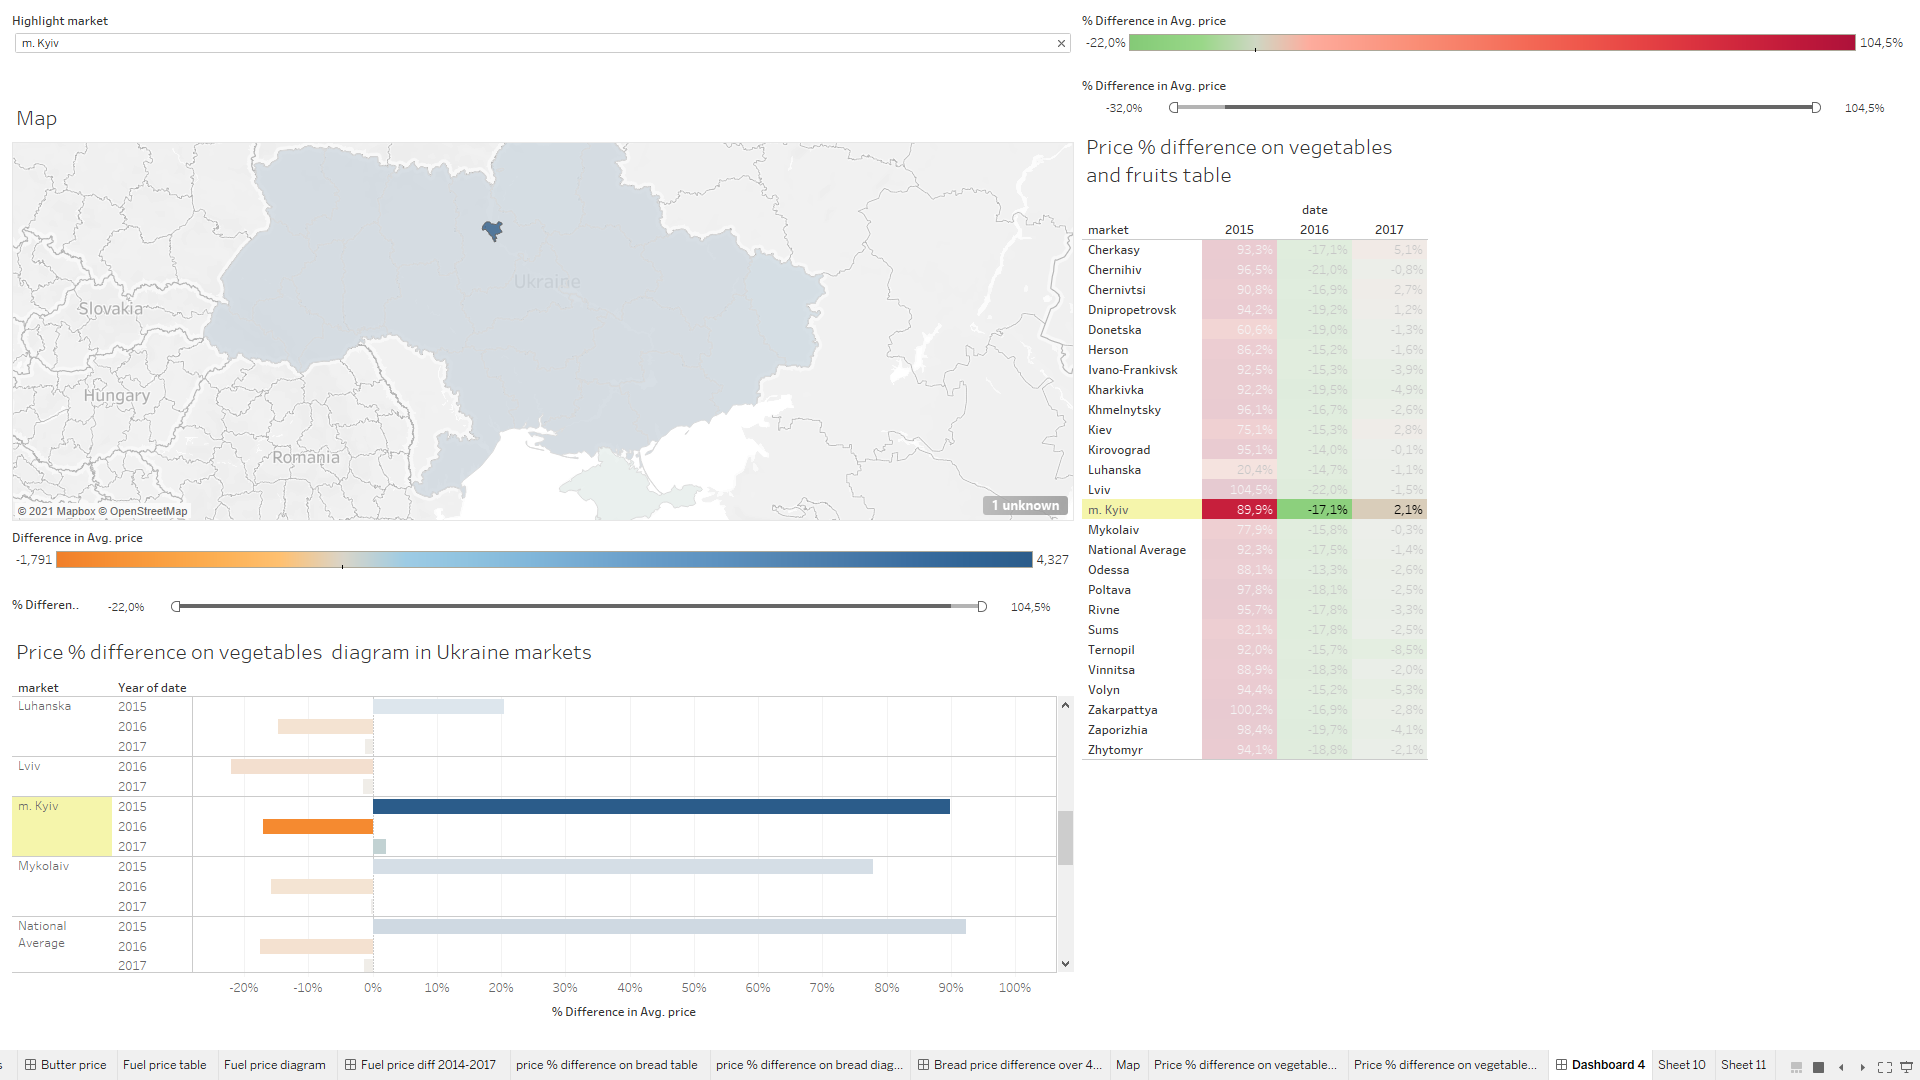 Highlight market
m. Kyiv
% Difference in Avg. price
-22,0%
104,5%
% Difference in Avg. price
-32,0%
104,5%
Map
Ukraine
Slovakia
Hungary
Romania
© 2021 Mapbox © OpenStreetMap
1 unknown
Difference in Avg. price
-1,791
4,327
% Differen..
-22,0%
104,5%
Price % difference on vegetables
and fruits table
date
market 2015 2016 2017
Cherkasy 93,3% -17,1% 5,1%
Chernihiv 96,5% -21,0% -0,8%
Chernivtsi 90,8% -16,9% 2,7%
Dnipropetrovsk 94,2% -19,2% 1,2%
Donetska 60,6% -19,0% -1,3%
Herson 86,2% -15,2% -1,6%
Ivano-Frankivsk 92,5% -15,3% -3,9%
Kharkivka 92,2% -19,5% -4,9%
Khmelnytsky 96,1% -16,7% -2,6%
Kiev 75,1% -15,3% 2,8%
Kirovograd 95,1% -14,0% -0,1%
Luhanska 20,4% -14,7% -1,1%
Lviv 104,5% -22,0% -1,5%
m. Kyiv 89,9% -17,1% 2,1%
Mykolaiv 77,9% -15,8% -0,3%
National Average 92,3% -17,5% -1,4%
Odessa 88,1% -13,3% -2,6%
Poltava 97,8% -18,1% -2,5%
Rivne 95,7% -17,8% -3,3%
Sums 82,1% -17,8% -2,5%
Ternopil 92,0% -15,7% -8,5%
Vinnitsa 88,9% -18,3% -2,0%
Volyn 94,4% -15,2% -5,3%
Zakarpattya 100,2% -16,9% -2,8%
Zaporizhia 98,4% -19,7% -4,1%
Zhytomyr 94,1% -18,8% -2,1%
Price % difference on vegetables diagram in Ukraine markets
market Year of date
Luhanska 2015
2016
2017
Lviv 2016
2017
m. Kyiv 2015
2016
2017
Mykolaiv 2015
2016
2017
National
Average
2015
2016
2017
-20% -10% 0% 10% 20% 30% 40% 50% 60% 70% 80% 90% 100%
% Difference in Avg. price
s Butter price Fuel price table Fuel price diagram Fuel price diff 2014-2017 price % difference on bread table price % difference on bread diag... Bread price difference over 4... Map Price % difference on vegetable... Price % difference on vegetable... Dashboard 4 Sheet 10 Sheet 11